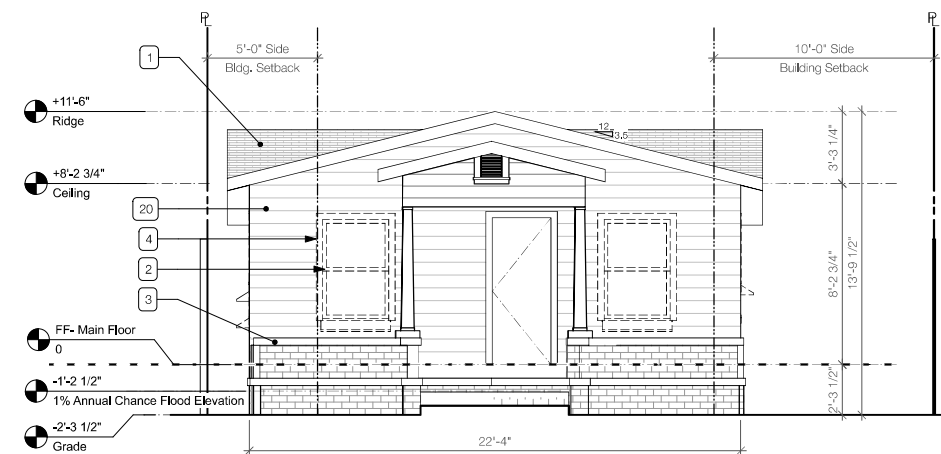 PL
PL
5'-0" Side
Bldg. Setback
10'-0" Side
Building Setback
1
+11'-6"
Ridge
12
3.5
3'-3 1/4"
+8'-2 3/4"
Ceiling
20
4
2
3
8'-2 3/4"
13'-9 1/2"
FF- Main Floor
0
-1'-2 1/2"
1% Annual Chance Flood Elevation
2'-3 1/2"
-2'-3 1/2"
Grade
22'-4"